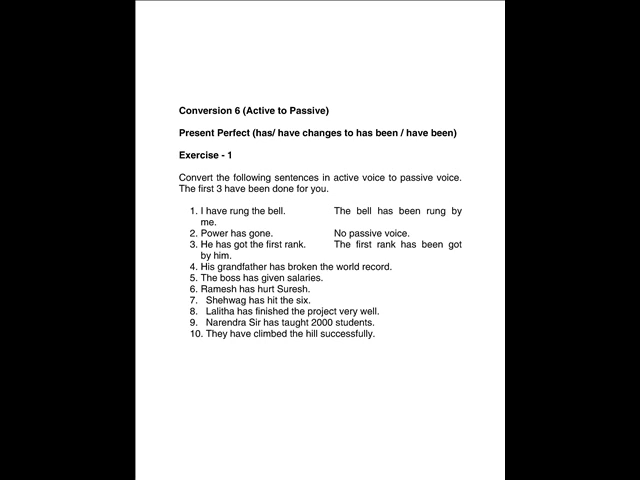 Conversion 6 (Active to Passive)
Present Perfect (has/ have changes to has been / have been)
Exercise - 1
Convert the following sentences in active voice to passive voice.
The first 3 have been done for you.
1. I have rung the bell. The bell has been rung by
me.
2. Power has gone. No passive voice.
3. He has got the first rank. The first rank has been got
by him.
4. His grandfather has broken the world record.
5. The boss has given salaries.
6. Ramesh has hurt Suresh.
7. Shehwag has hit the six.
8. Lalitha has finished the project very well.
9. Narendra Sir has taught 2000 students.
10. They have climbed the hill successfully.